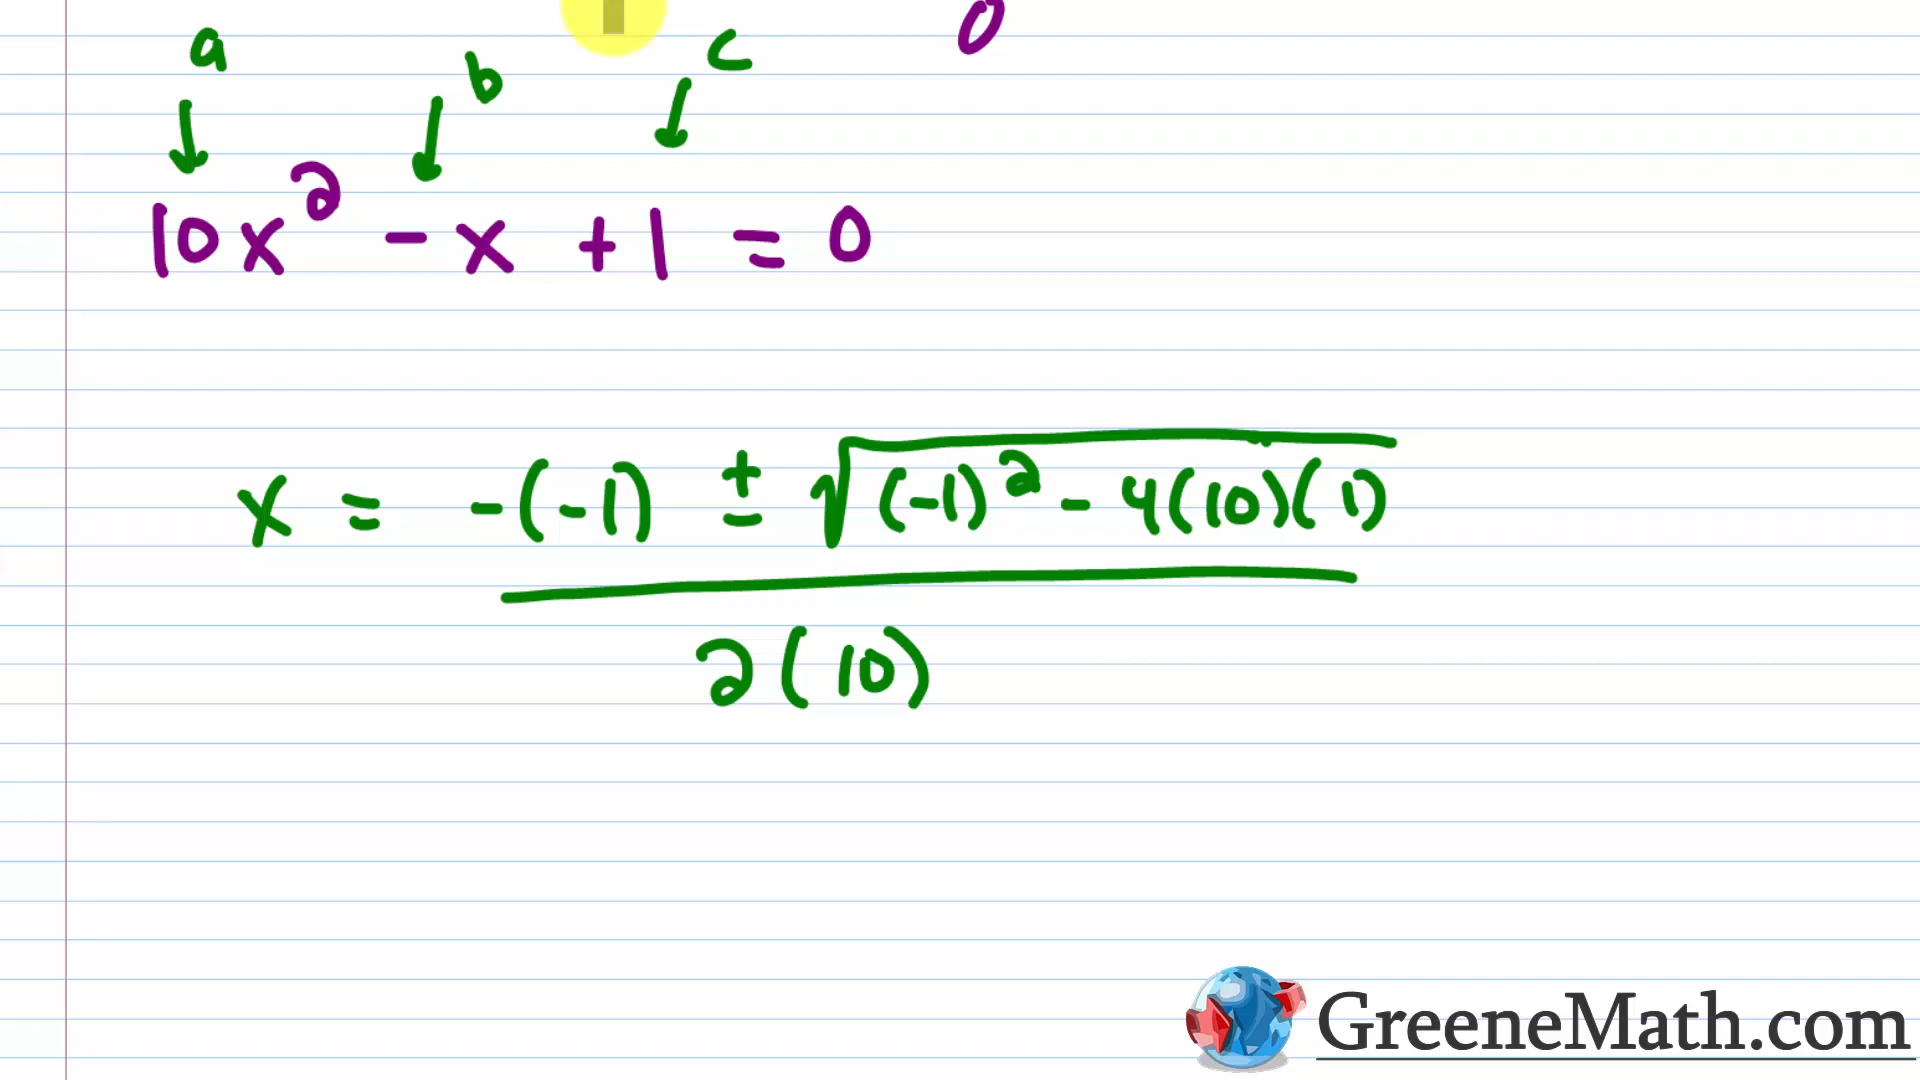 0
a b c
10x² - x + 1 = 0
x = -(-1) ± √((-1)² - 4(10)(1))
2(10)
GreeneMath.com